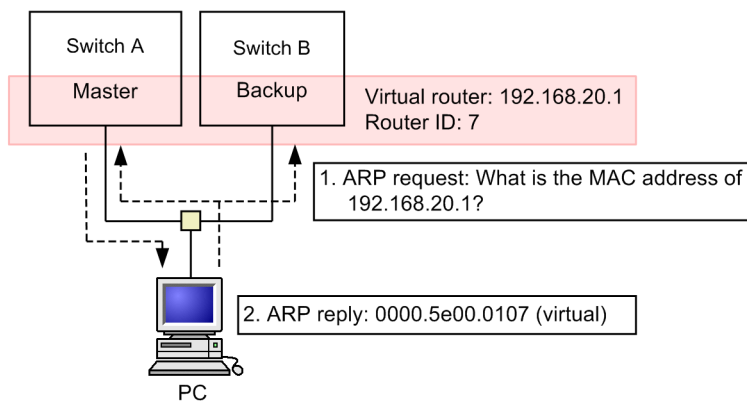 Switch A
Switch B
Master
Backup
Virtual router: 192.168.20.1
Router ID: 7
1. ARP request: What is the MAC address of
192.168.20.1?
2. ARP reply: 0000.5e00.0107 (virtual)
PC